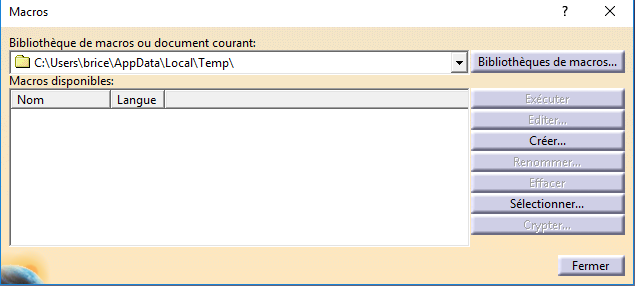 Macros
?
Bibliothèque de macros ou document courant:
C:\Users\brice\AppData\Local\Temp\
Bibliothèques de macros...
Macros disponibles:
Nom Langue
Exécuter
Editer...
Créer...
Renommer...
Effacer
Sélectionner...
Crypter...
Fermer